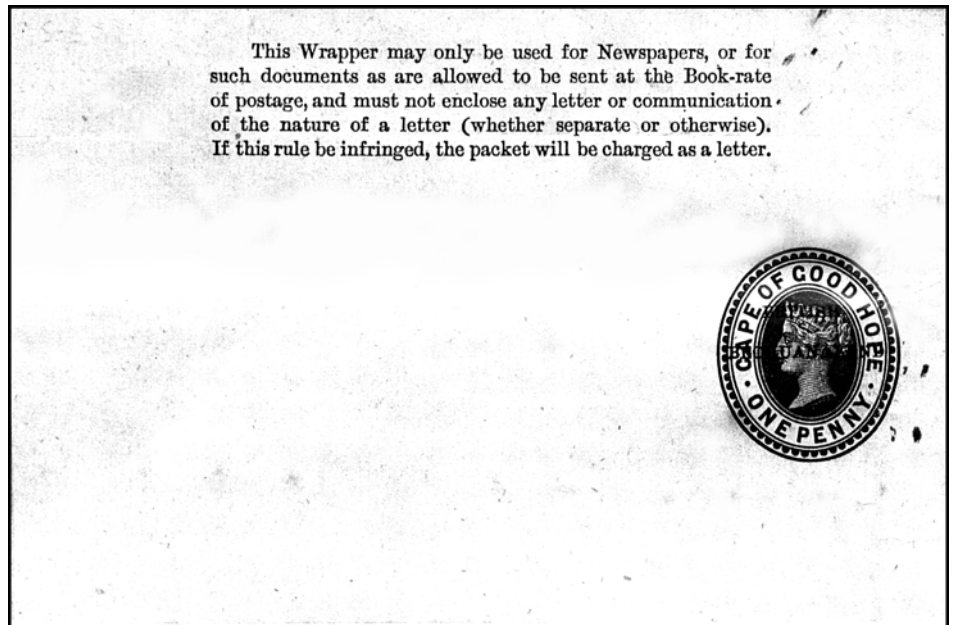 This Wrapper may only be used for Newspapers, or for
such documents as are allowed to be sent at the Book-rate
of postage, and must not enclose any letter or communication
of the nature of a letter (whether separate or otherwise).
If this rule be infringed, the packet will be charged as a letter.
· CAPE OF GOOD HOPE ·
BRITISH
BECHUANALAND
ONE PENNY